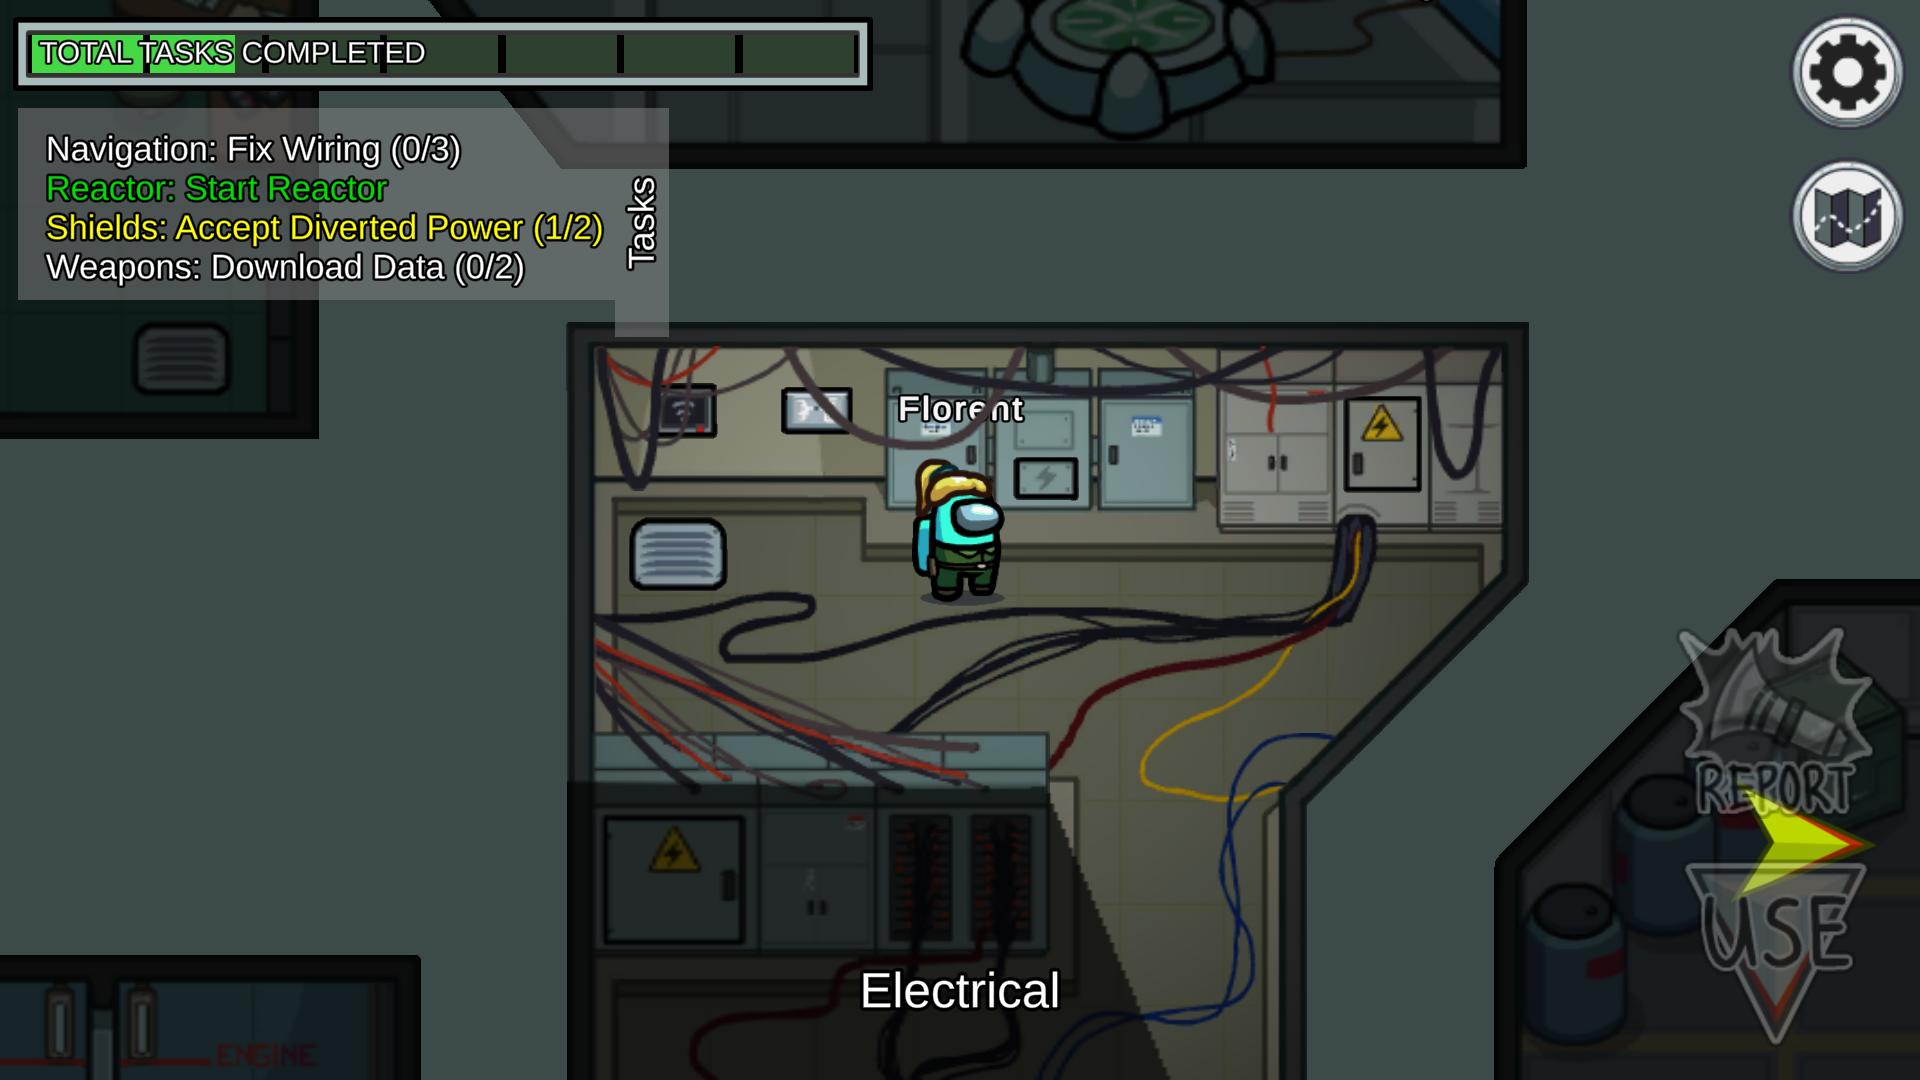 TOTAL TASKS COMPLETED
Navigation: Fix Wiring (0/3)
Reactor: Start Reactor
Shields: Accept Diverted Power (1/2)
Weapons: Download Data (0/2)
Tasks
Florent
REPORT
USE
Electrical
ENGINE